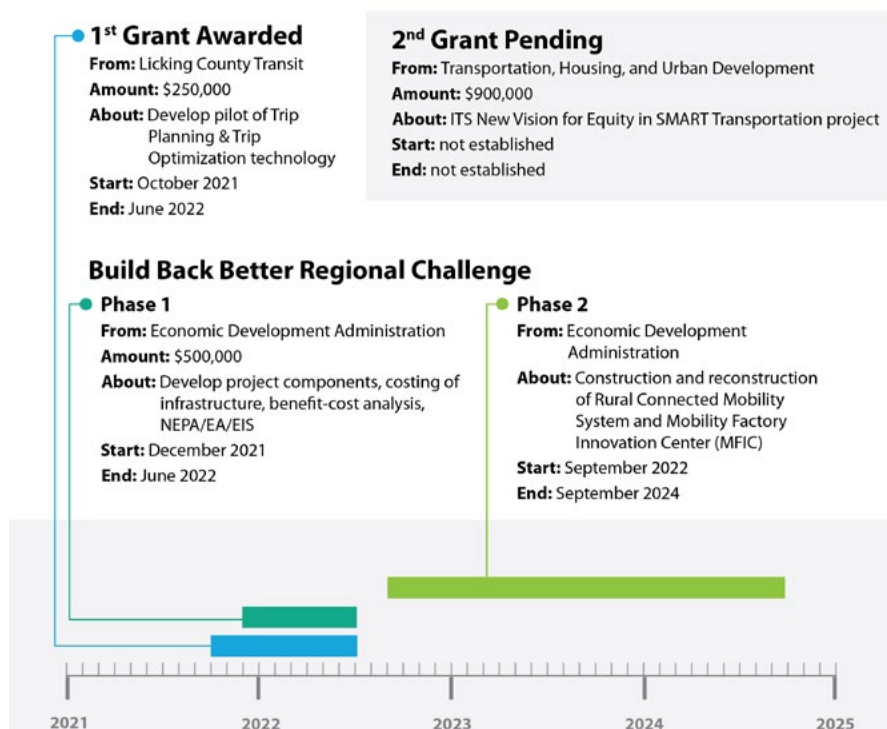 1st Grant Awarded
From: Licking County Transit
Amount: $250,000
About: Develop pilot of Trip
Planning & Trip
Optimization technology
Start: October 2021
End: June 2022
2nd Grant Pending
From: Transportation, Housing, and Urban Development
Amount: $900,000
About: ITS New Vision for Equity in SMART Transportation project
Start: not established
End: not established
Build Back Better Regional Challenge
Phase 1
From: Economic Development Administration
Amount: $500,000
About: Develop project components, costing of
infrastructure, benefit-cost analysis,
NEPA/EA/EIS
Start: December 2021
End: June 2022
Phase 2
From: Economic Development
Administration
About: Construction and reconstruction
of Rural Connected Mobility
System and Mobility Factory
Innovation Center (MFIC)
Start: September 2022
End: September 2024
2021 2022 2023 2024 2025